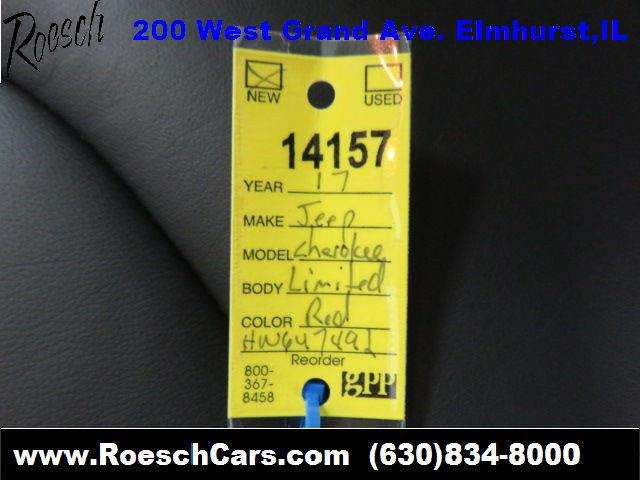 Roesch 200 West Grand Ave. Elmhurst,IL
NEW USED
14157
YEAR 17
MAKE Jeep
MODEL Cherokee
BODY Limited
COLOR Red
HW647492
Reorder
800-
367-
8458
gpp
www.RoeschCars.com (630)834-8000